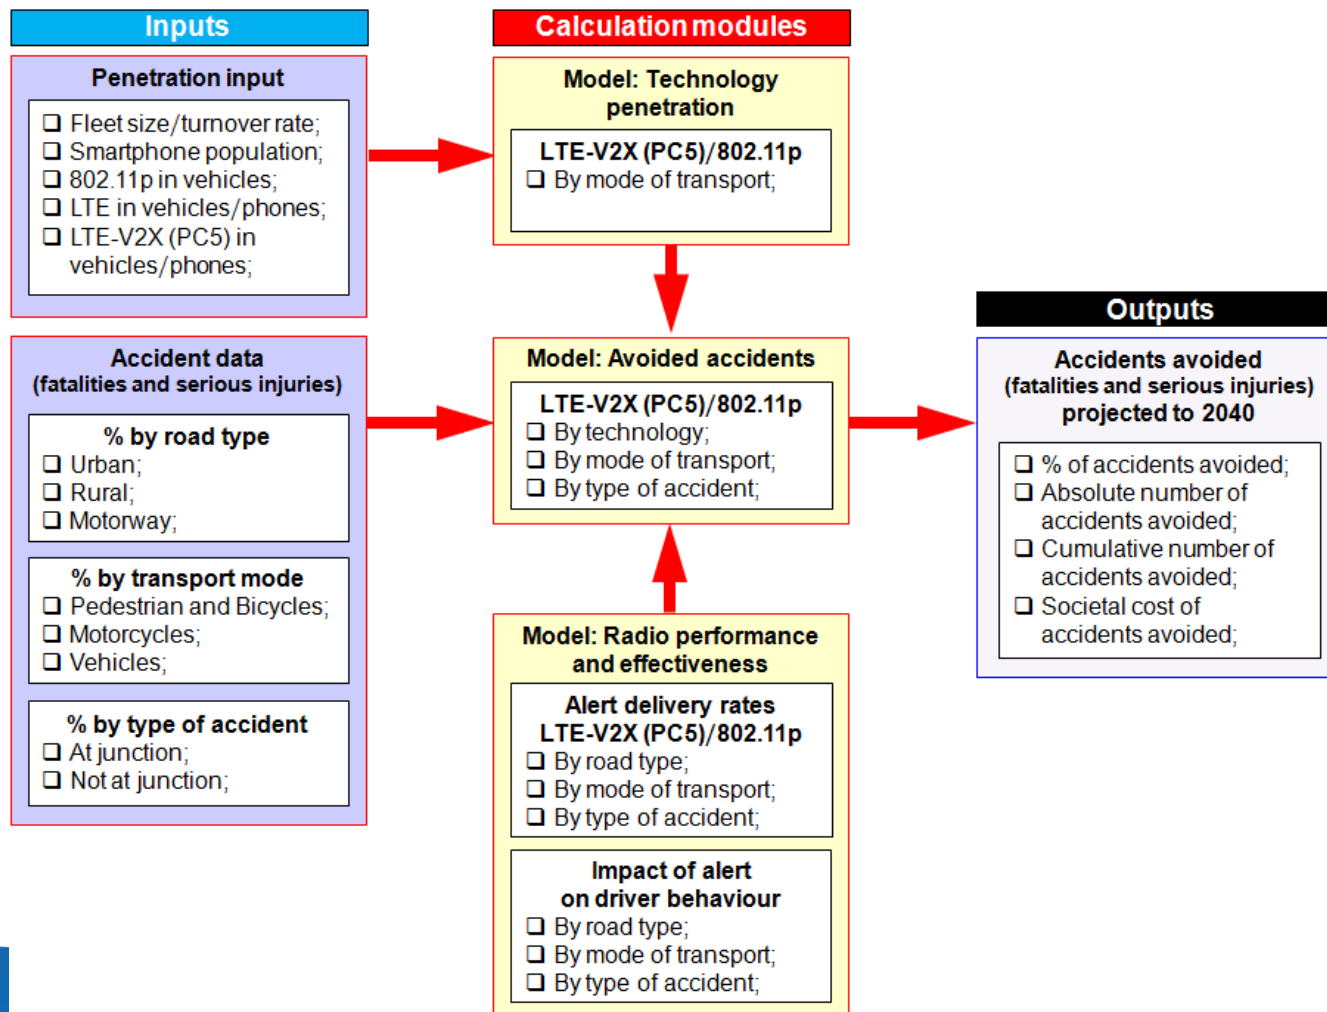 Inputs
Penetration input
❑ Fleet size/turnover rate;
❑ Smartphone population;
❑ 802.11p in vehicles;
❑ LTE in vehicles/phones;
❑ LTE-V2X (PC5) in
vehicles/phones;
Accident data
(fatalities and serious injuries)
% by road type
❑ Urban;
❑ Rural;
❑ Motorway;
% by transport mode
❑ Pedestrian and Bicycles;
❑ Motorcycles;
❑ Vehicles;
% by type of accident
❑ At junction;
❑ Not at junction;
Calculation modules
Model: Technology
penetration
LTE-V2X (PC5)/802.11p
❑ By mode of transport;
Model: Avoided accidents
LTE-V2X (PC5)/802.11p
❑ By technology;
❑ By mode of transport;
❑ By type of accident;
Model: Radio performance
and effectiveness
Alert delivery rates
LTE-V2X (PC5)/802.11p
❑ By road type;
❑ By mode of transport;
❑ By type of accident;
Impact of alert
on driver behaviour
❑ By road type;
❑ By mode of transport;
❑ By type of accident;
Outputs
Accidents avoided
(fatalities and serious injuries)
projected to 2040
❑ % of accidents avoided;
❑ Absolute number of
accidents avoided;
❑ Cumulative number of
accidents avoided;
❑ Societal cost of
accidents avoided;